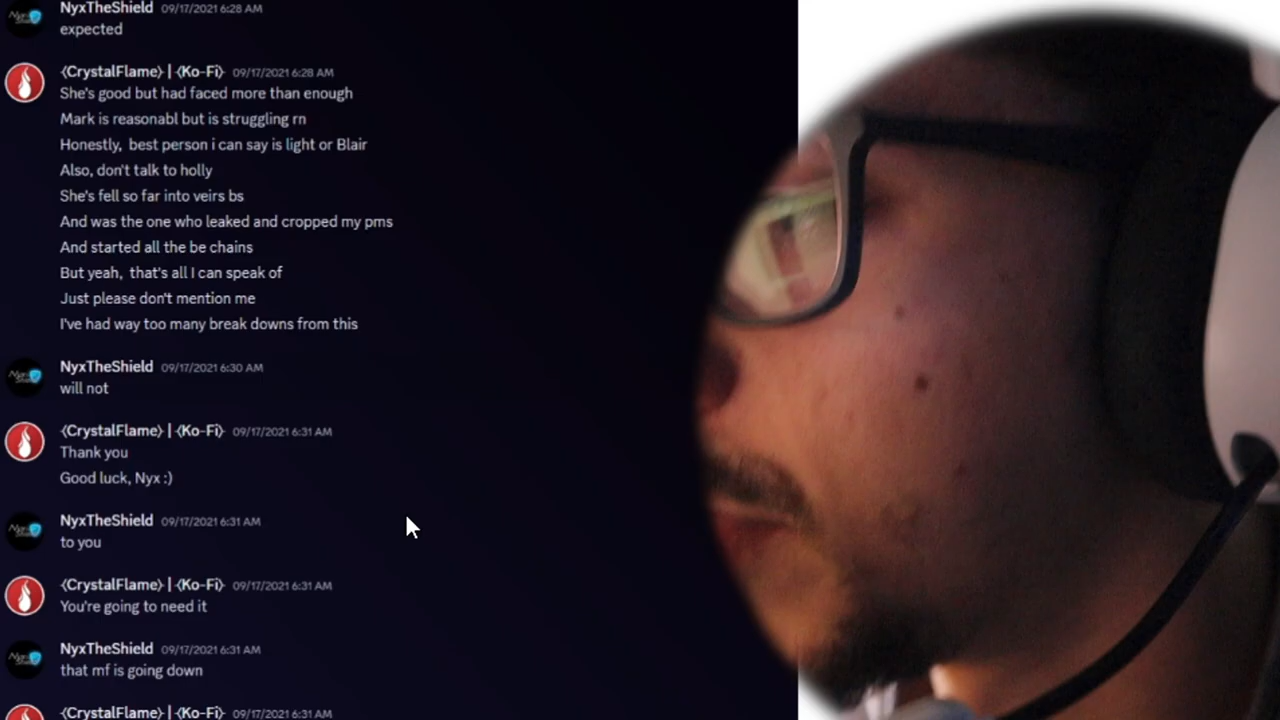 NyxTheShield 09/17/2021 6:28 AM
expected
{CrystalFlame} | {Ko-Fi} 09/17/2021 6:28 AM
She's good but had faced more than enough
Mark is reasonabl but is struggling rn
Honestly, best person i can say is light or Blair
Also, don't talk to holly
She's fell so far into veirs bs
And was the one who leaked and cropped my pms
And started all the be chains
But yeah, that's all I can speak of
Just please don't mention me
I've had way too many break downs from this
NyxTheShield 09/17/2021 6:30 AM
will not
{CrystalFlame} | {Ko-Fi} 09/17/2021 6:31 AM
Thank you
Good luck, Nyx :)
NyxTheShield 09/17/2021 6:31 AM
to you
{CrystalFlame} | {Ko-Fi} 09/17/2021 6:31 AM
You're going to need it
NyxTheShield 09/17/2021 6:31 AM
that mf is going down
{CrystalFlame} | {Ko-Fi} 09/17/2021 6:31 AM